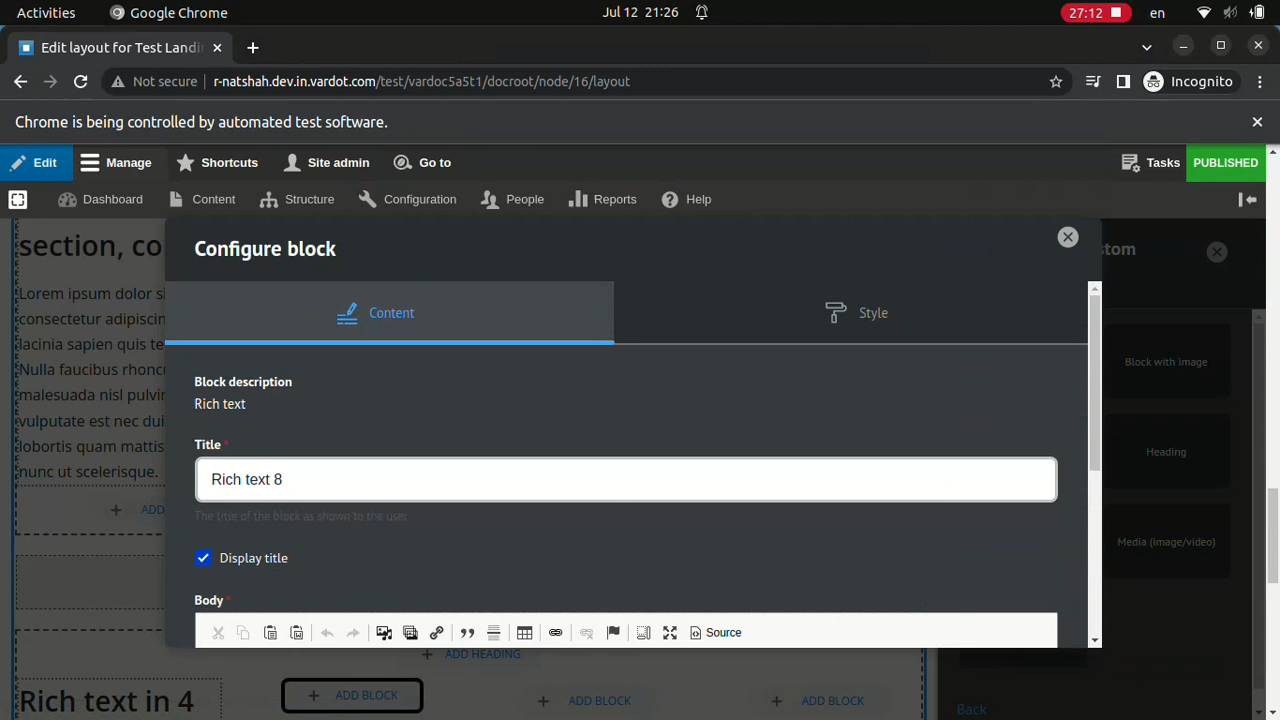 Activities Google Chrome Jul 12 21:26 27:12 en
Edit layout for Test Landi
Not secure r-natshah.dev.in.vardot.com/test/vardoc5a5t1/docroot/node/16/layout Incognito
Chrome is being controlled by automated test software.
Edit Manage Shortcuts Site admin Go to Tasks PUBLISHED
Dashboard Content Structure Configuration People Reports Help
section, co
Configure block
stom
Content Style
Lorem ipsum dolor si
consectetur adipiscin
lacinia sapien quis te
Nulla faucibus rhoncu
malesuada nisl pulvin
vulputate est nec dui
lobortis quam mattis
nunc ut scelerisque.
ADD
Block description
Rich text
Title *
Rich text 8
The title of the block as shown to the user.
Display title
Body *
Source
Block with image
Heading
Media (image/video)
ADD HEADING
Rich text in 4
ADD BLOCK ADD BLOCK ADD BLOCK
Back